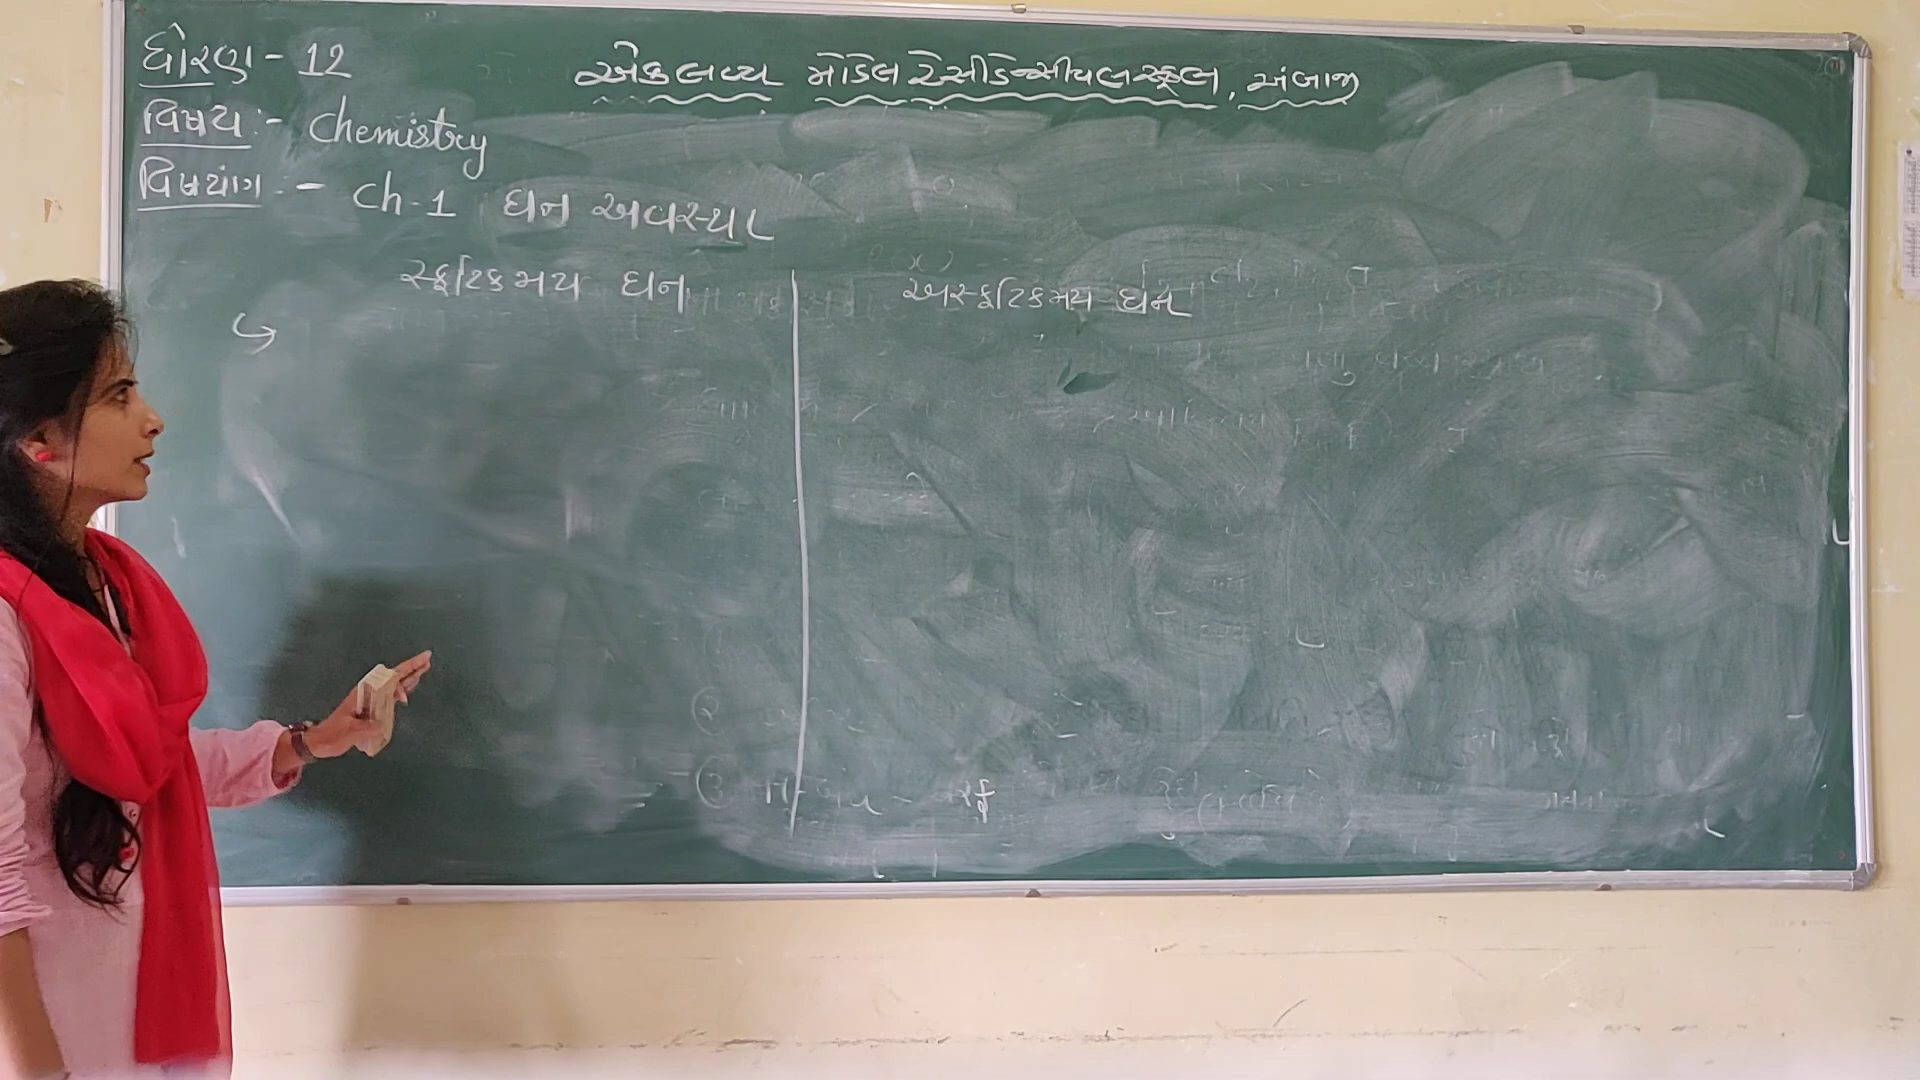 ધોરણ - 12
એકલવ્ય મોડેલ રેસીડેન્સીયલ સ્કૂલ, અંબાજી
વિષય :- Chemistry
વિષયાંગ :- Ch-1 ઘન અવસ્થા
સ્ફટિકમય ઘન
અસ્ફટિકમય ઘન